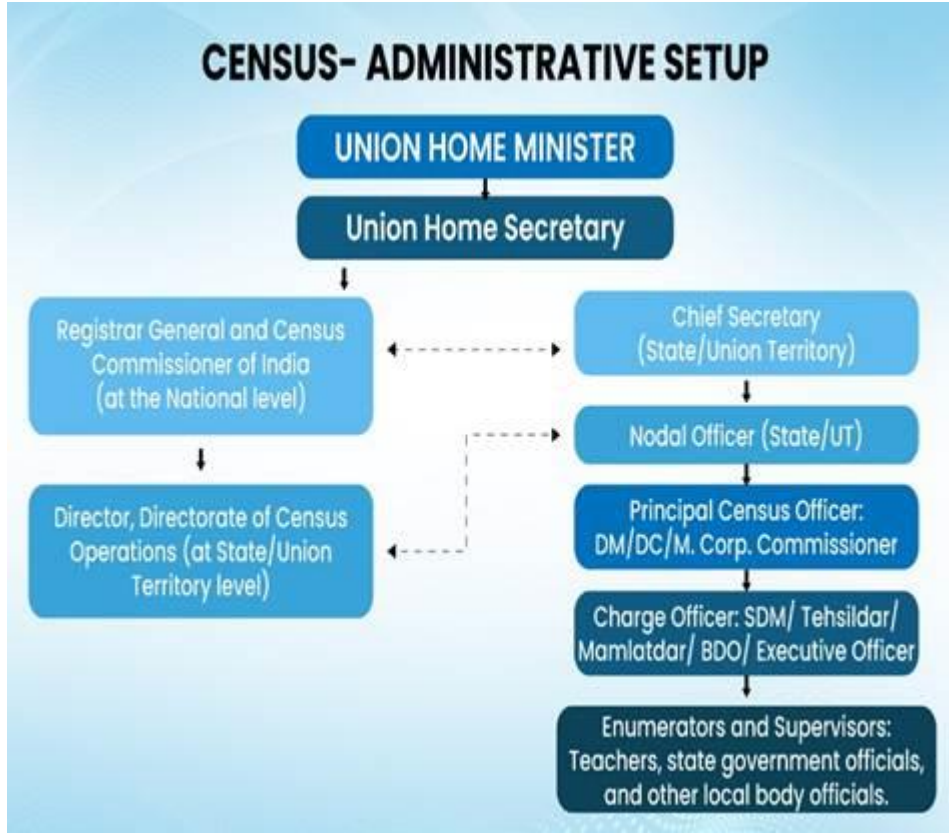 CENSUS- ADMINISTRATIVE SETUP
UNION HOME MINISTER
Union Home Secretary
Registrar General and Census
Commissioner of India
(at the National level)
Director, Directorate of Census
Operations (at State/Union
Territory level)
Chief Secretary
(State/Union Territory)
Nodal Officer (State/UT)
Principal Census Officer:
DM/DC/M. Corp. Commissioner
Charge Officer: SDM/ Tehsildar/
Mamlatdar/ BDO/ Executive Officer
Enumerators and Supervisors:
Teachers, state government officials,
and other local body officials.